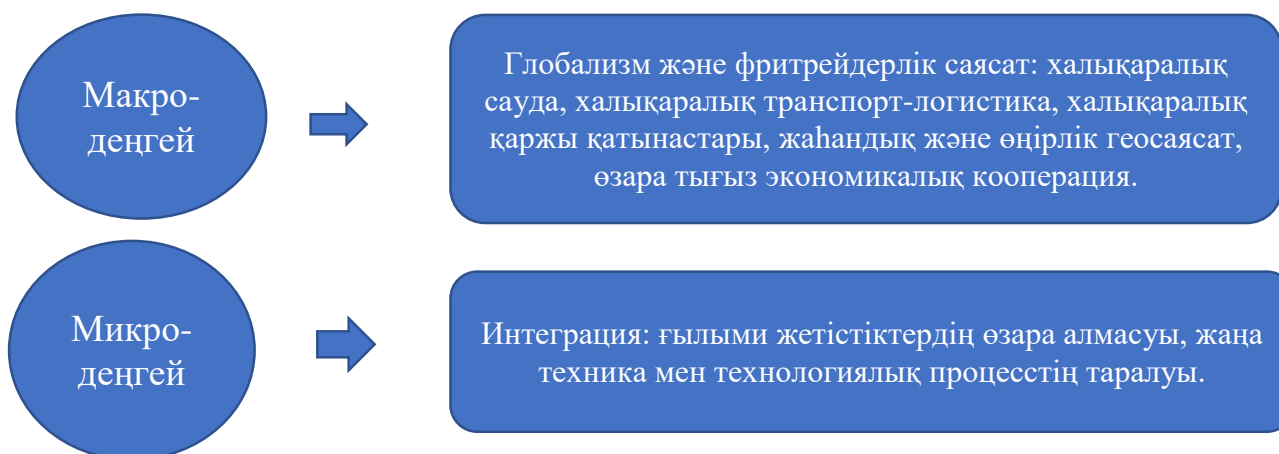 Макро-
деңгей
Глобализм және фритрейдерлік саясат: халықаралық
сауда, халықаралық транспорт-логистика, халықаралық
қаржы қатынастары, жаһандық және өңірлік геосаясат,
өзара тығыз экономикалық кооперация.
Микро-
деңгей
Интеграция: ғылыми жетістіктердің өзара алмасуы, жаңа
техника мен технологиялық процесстің таралуы.